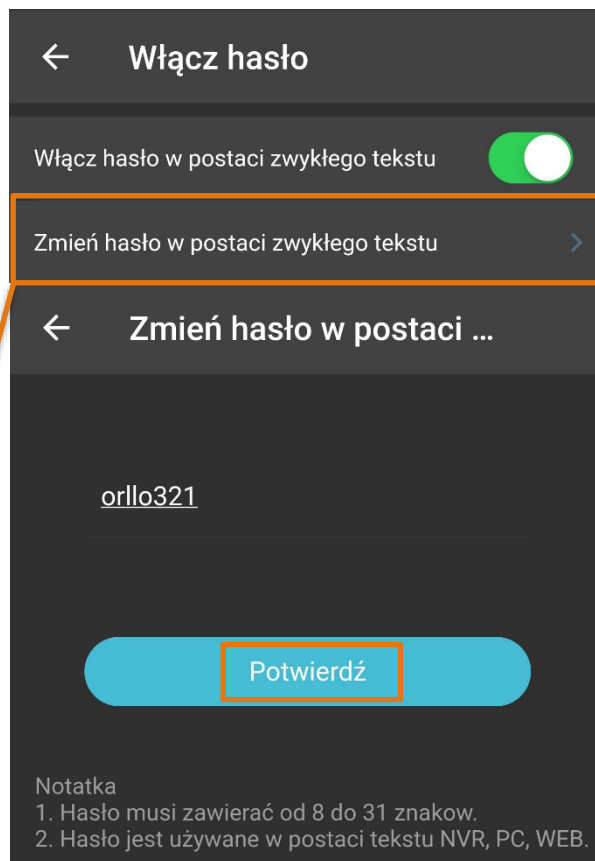 Włącz hasło
Włącz hasło w postaci zwykłego tekstu
Zmień hasło w postaci zwykłego tekstu
Zmień hasło w postaci ...
orllo321
Potwierdź
Notatka
1. Hasło musi zawierać od 8 do 31 znakow.
2. Hasło jest używane w postaci tekstu NVR, PC, WEB.